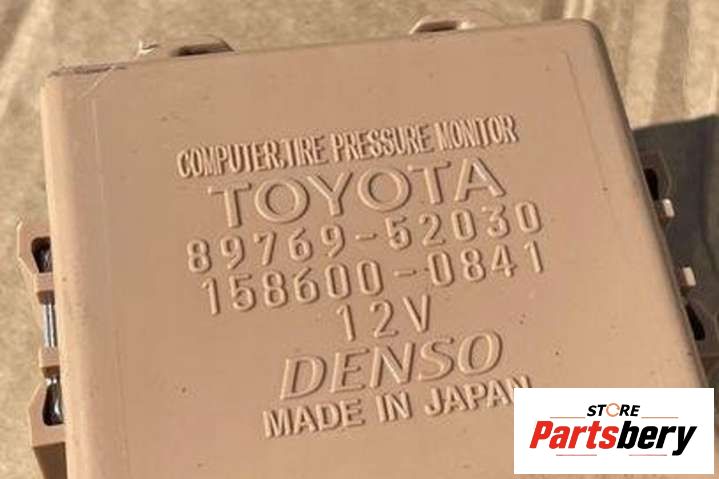 COMPUTER,TIRE PRESSURE MONITOR
TOYOTA
89769-52030
158600-0841
12V
DENSO
MADE IN JAPAN
STORE
Partsbery